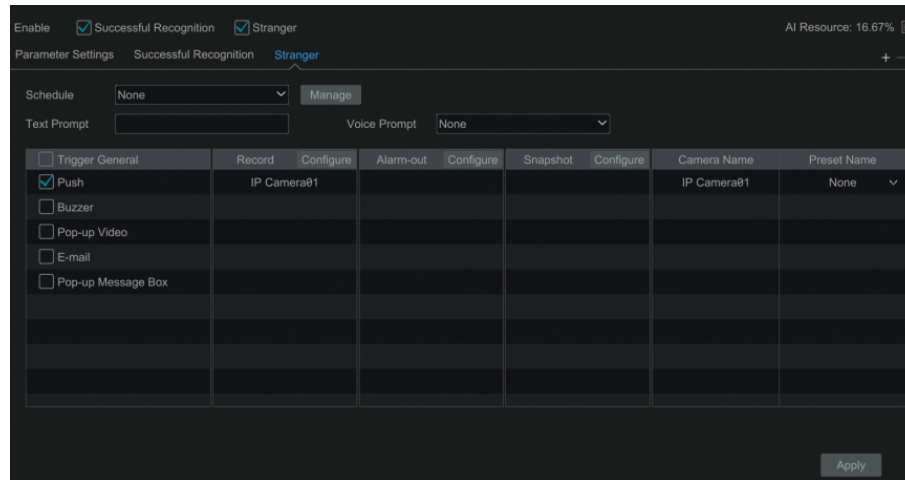 Enable Successful Recognition Stranger AI Resource: 16.67%
Parameter Settings Successful Recognition Stranger + −
Schedule None Manage
Text Prompt Voice Prompt None
Trigger General Record Configure Alarm-out Configure Snapshot Configure Camera Name Preset Name
Push IP Camera01 IP Camera01 None
Buzzer
Pop-up Video
E-mail
Pop-up Message Box
Apply